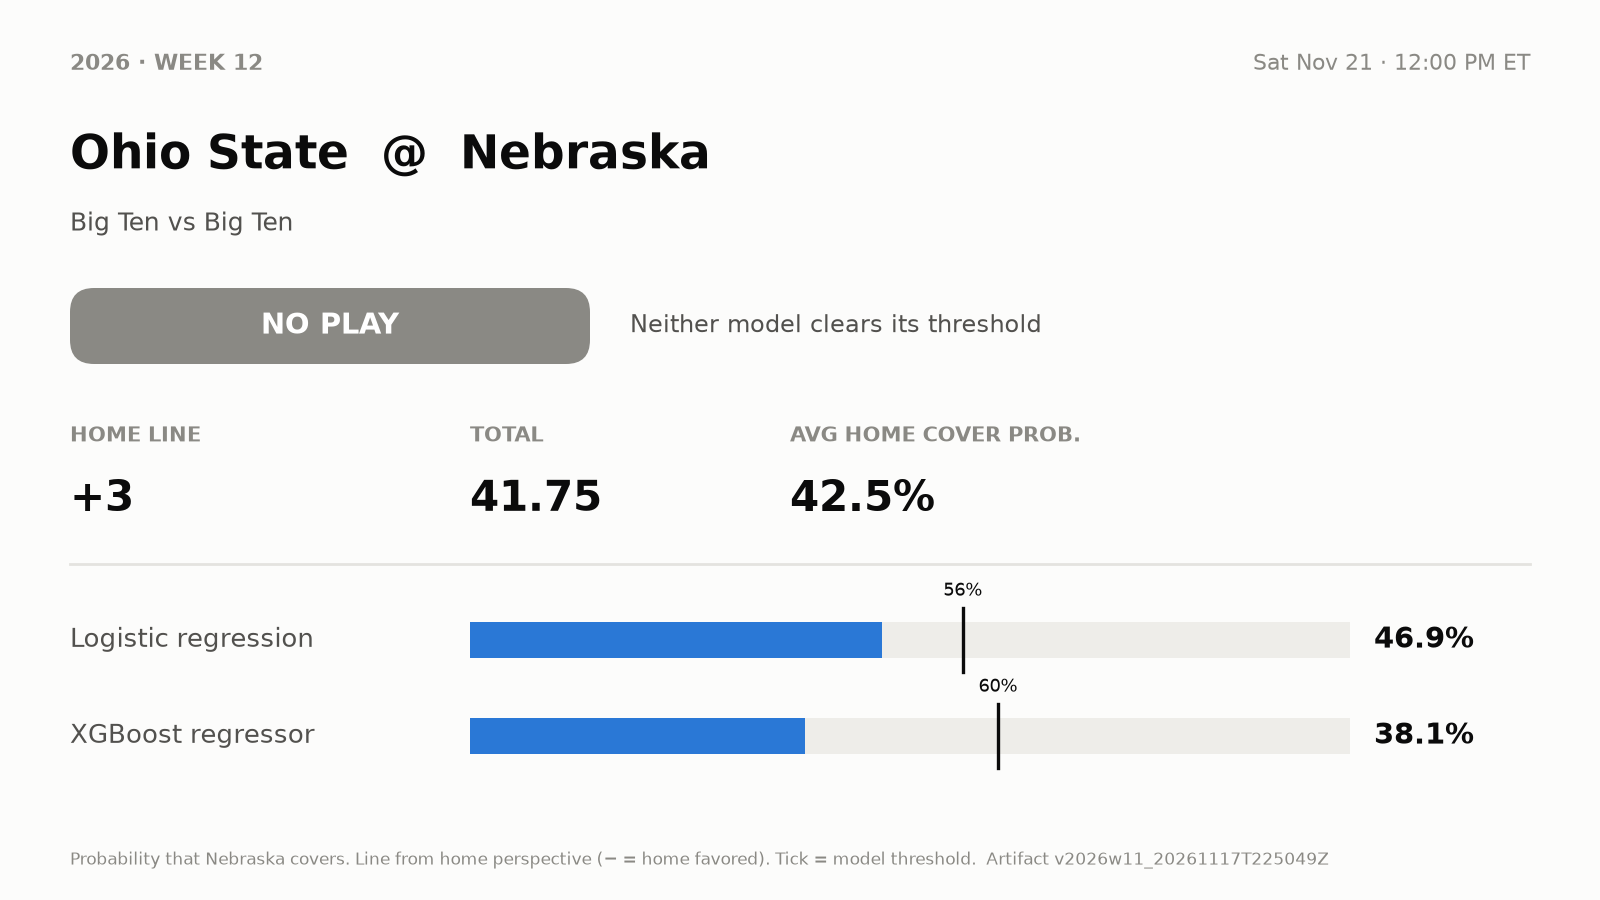 2026 · WEEK 12
Sat Nov 21 · 12:00 PM ET
Ohio State @ Nebraska
Big Ten vs Big Ten
NO PLAY
Neither model clears its threshold
HOME LINE
TOTAL
AVG HOME COVER PROB.
+3
41.75
42.5%
56%
Logistic regression
46.9%
60%
XGBoost regressor
38.1%
Probability that Nebraska covers. Line from home perspective (− = home favored). Tick = model threshold. Artifact v2026w11_20261117T225049Z